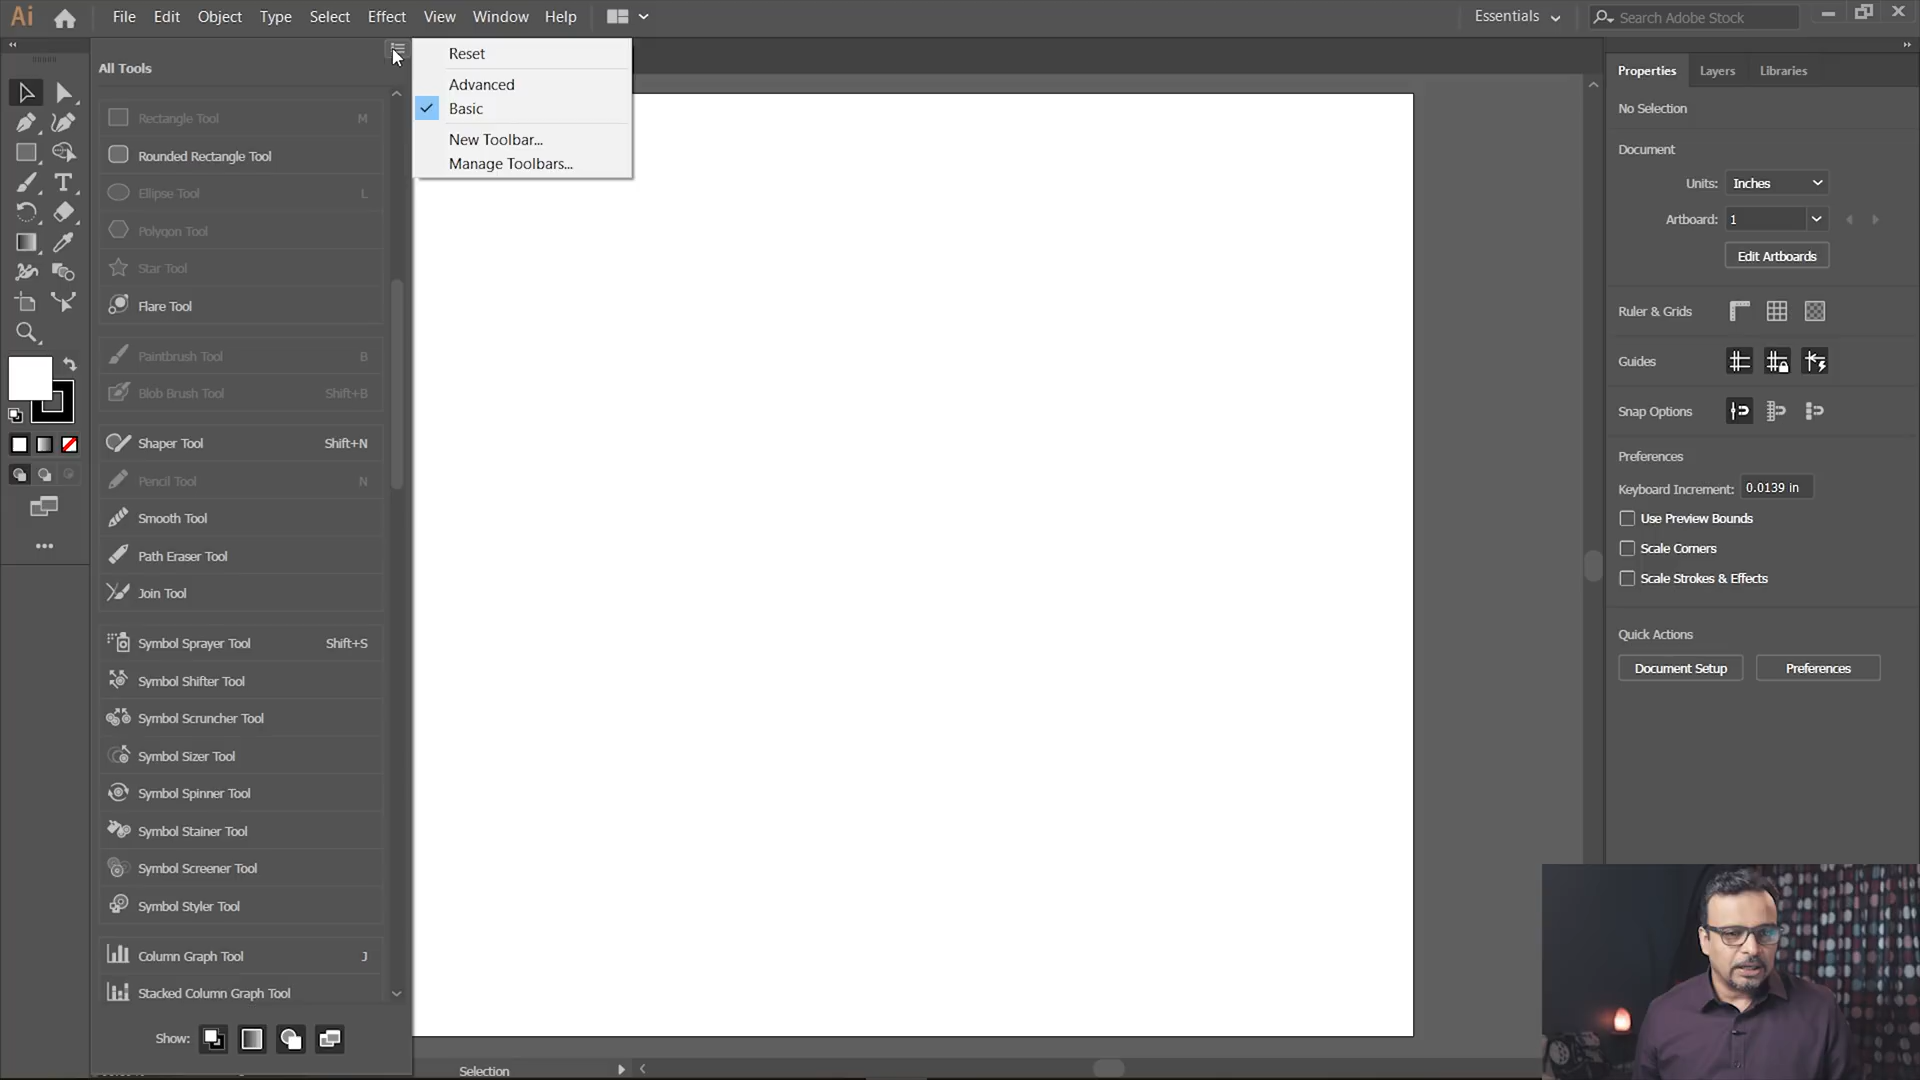 Ai File Edit Object Type Select Effect View Window Help Essentials Search Adobe Stock
All Tools
Reset
Advanced
Basic
New Toolbar...
Manage Toolbars...
Rectangle Tool M
Rounded Rectangle Tool
Ellipse Tool L
Polygon Tool
Star Tool
Flare Tool
Paintbrush Tool B
Blob Brush Tool Shift+B
Shaper Tool Shift+N
Pencil Tool N
Smooth Tool
Path Eraser Tool
Join Tool
Symbol Sprayer Tool Shift+S
Symbol Shifter Tool
Symbol Scruncher Tool
Symbol Sizer Tool
Symbol Spinner Tool
Symbol Stainer Tool
Symbol Screener Tool
Symbol Styler Tool
Column Graph Tool J
Stacked Column Graph Tool
Show:
Selection
Properties Layers Libraries
No Selection
Document
Units: Inches
Artboard: 1
Edit Artboards
Ruler & Grids
Guides
Snap Options
Preferences
Keyboard Increment: 0.0139 in
Use Preview Bounds
Scale Corners
Scale Strokes & Effects
Quick Actions
Document Setup Preferences